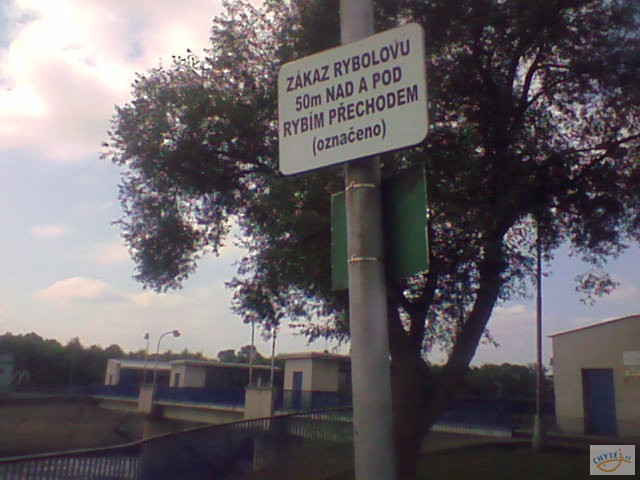 ZÁKAZ RYBOLOVU
50m NAD A POD
RYBÍM PŘECHODEM
(označeno)
CHYTEJ.cz